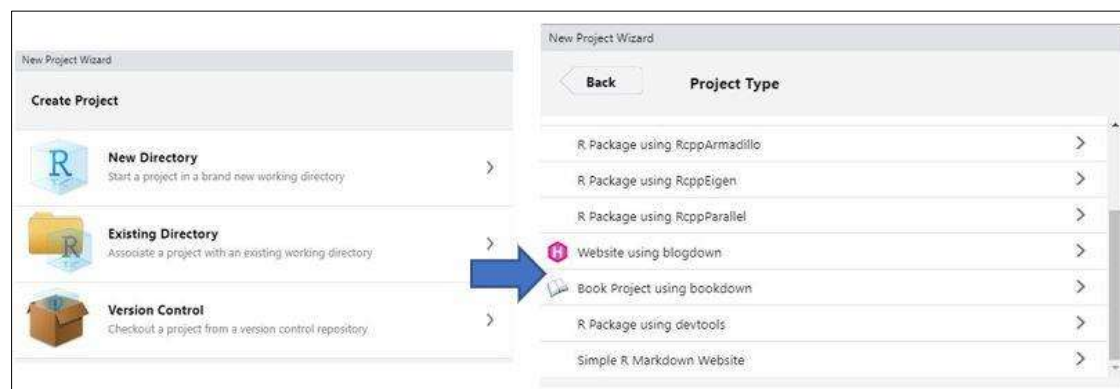 New Project Wizard
Create Project
R
New Directory
Start a project in a brand new working directory
R
Existing Directory
Associate a project with an existing working directory
Version Control
Checkout a project from a version control repository
New Project Wizard
Back
Project Type
R Package using RcppArmadillo
R Package using RcppEigen
R Package using RcppParallel
H
Website using blogdown
Book Project using bookdown
R Package using devtools
Simple R Markdown Website